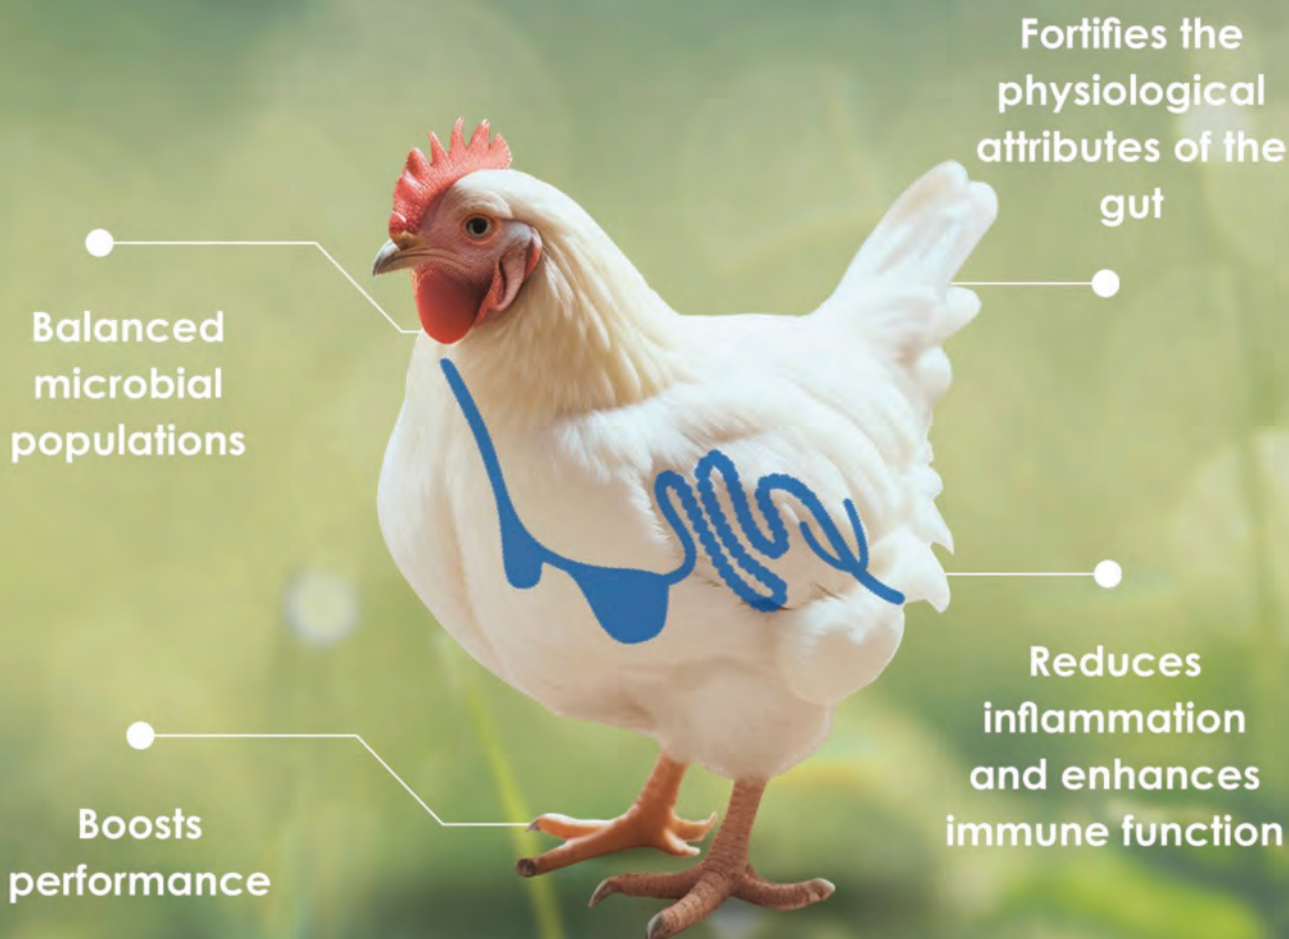 Fortifies the
physiological
attributes of the
gut
Balanced
microbial
populations
Reduces
inflammation
and enhances
immune function
Boosts
performance